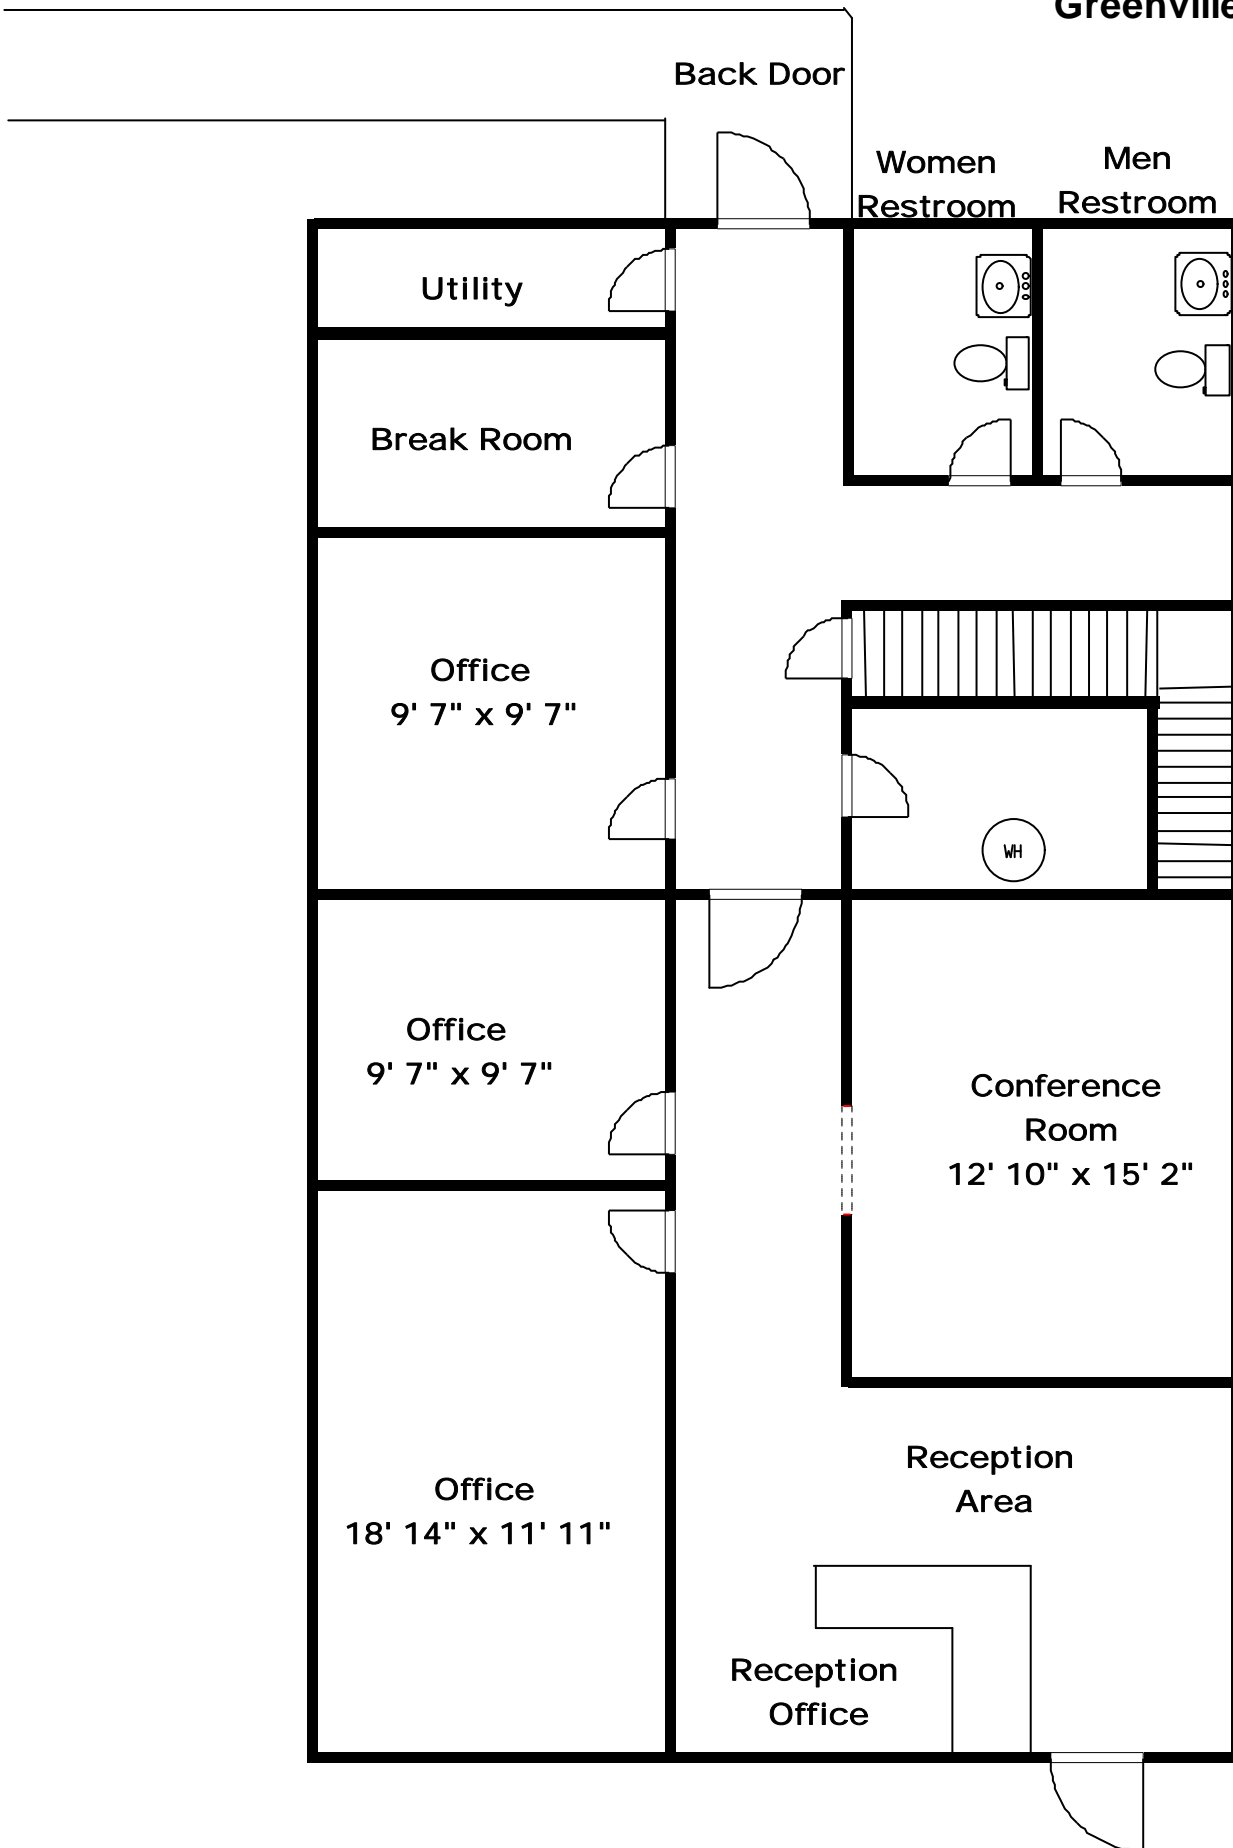 Greenville
Back Door
Women
Restroom
Men
Restroom
Utility
Break Room
Office
9' 7" x 9' 7"
WH
Office
9' 7" x 9' 7"
Conference
Room
12' 10" x 15' 2"
Office
18' 14" x 11' 11"
Reception
Area
Reception
Office